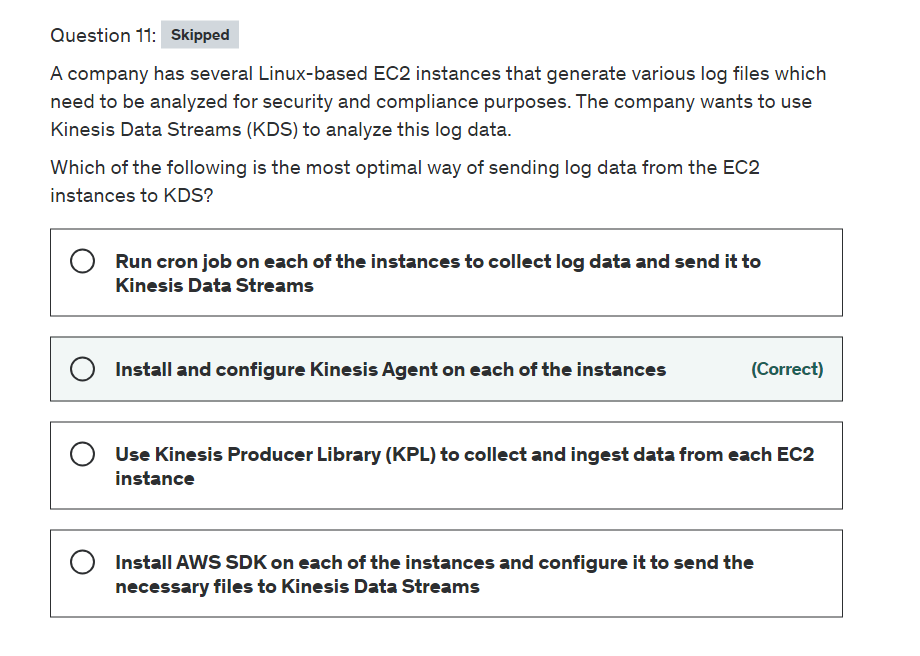 Question 11: Skipped
A company has several Linux-based EC2 instances that generate various log files which
need to be analyzed for security and compliance purposes. The company wants to use
Kinesis Data Streams (KDS) to analyze this log data.
Which of the following is the most optimal way of sending log data from the EC2
instances to KDS?
Run cron job on each of the instances to collect log data and send it to
Kinesis Data Streams
Install and configure Kinesis Agent on each of the instances (Correct)
Use Kinesis Producer Library (KPL) to collect and ingest data from each EC2
instance
Install AWS SDK on each of the instances and configure it to send the
necessary files to Kinesis Data Streams